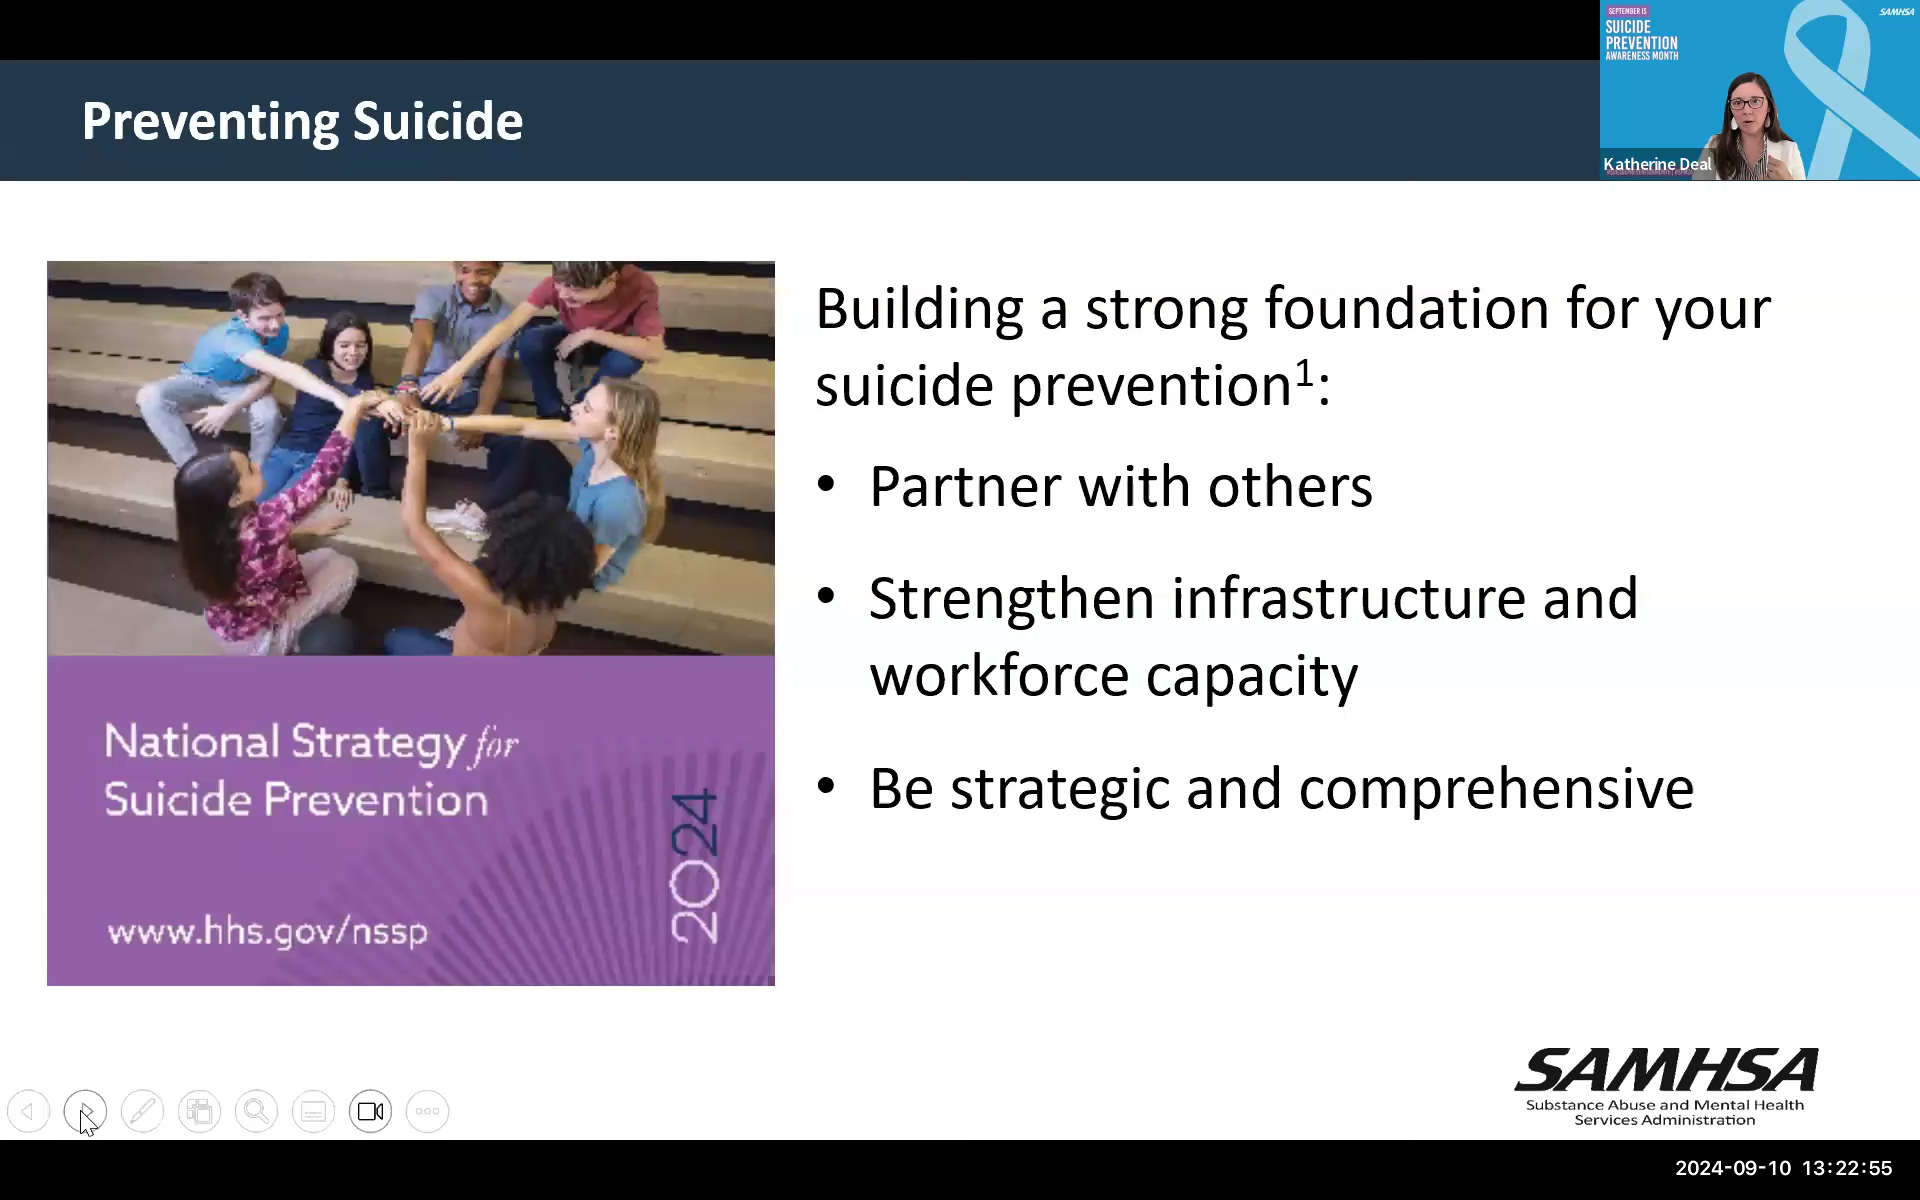 SEPTEMBER IS
SUICIDE
PREVENTION
AWARENESS MONTH
SAMHSA
Katherine Deal
Preventing Suicide
Building a strong foundation for your
suicide prevention¹:
• Partner with others
• Strengthen infrastructure and
workforce capacity
• Be strategic and comprehensive
National Strategy for
Suicide Prevention
2024
www.hhs.gov/nssp
SAMHSA
Substance Abuse and Mental Health
Services Administration
2024-09-10 13:22:55